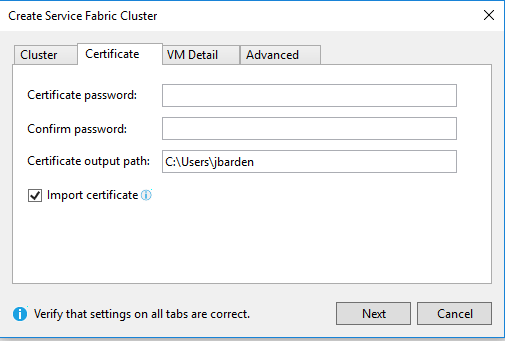 Create Service Fabric Cluster
Cluster Certificate VM Detail Advanced
Certificate password:
Confirm password:
Certificate output path: C:\Users\jbarden
Import certificate
Verify that settings on all tabs are correct. Next Cancel